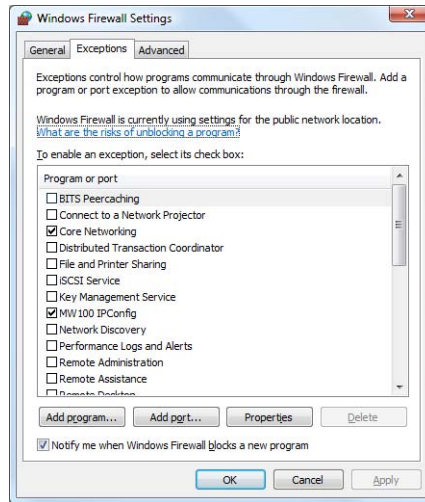 Windows Firewall Settings
General Exceptions Advanced
Exceptions control how programs communicate through Windows Firewall. Add a
program or port exception to allow communications through the firewall.
Windows Firewall is currently using settings for the public network location.
What are the risks of unblocking a program?
To enable an exception, select its check box:
Program or port
BITS Peercaching
Connect to a Network Projector
Core Networking
Distributed Transaction Coordinator
File and Printer Sharing
iSCSI Service
Key Management Service
MW100 IPConfig
Network Discovery
Performance Logs and Alerts
Remote Administration
Remote Assistance
Remote Desktop
Add program... Add port... Properties Delete
Notify me when Windows Firewall blocks a new program
OK Cancel Apply